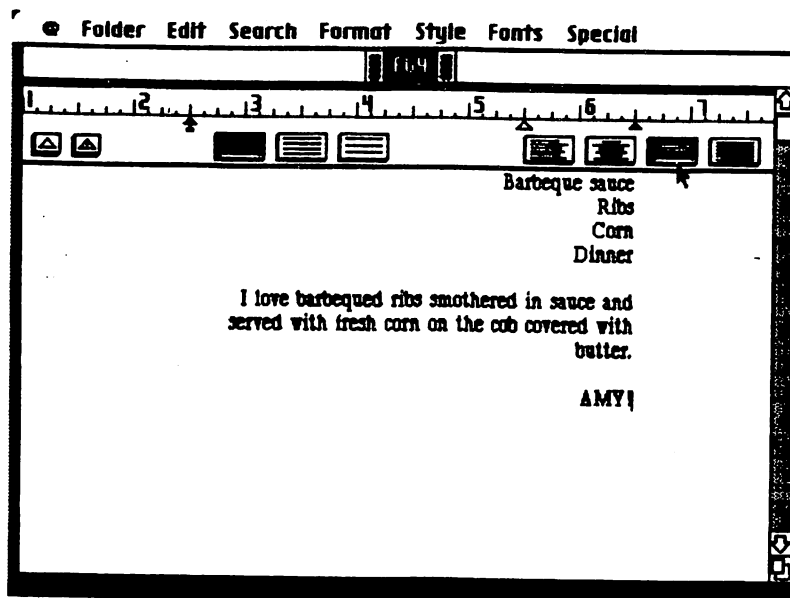 @ Folder Edit Search Format Style Fonts Special
Amy
1 2 3 4 5 6 7
Barbeque sauce
Ribs
Corn
Dinner
I love barbequed ribs smothered in sauce and
served with fresh corn on the cob covered with
butter.
AMY!